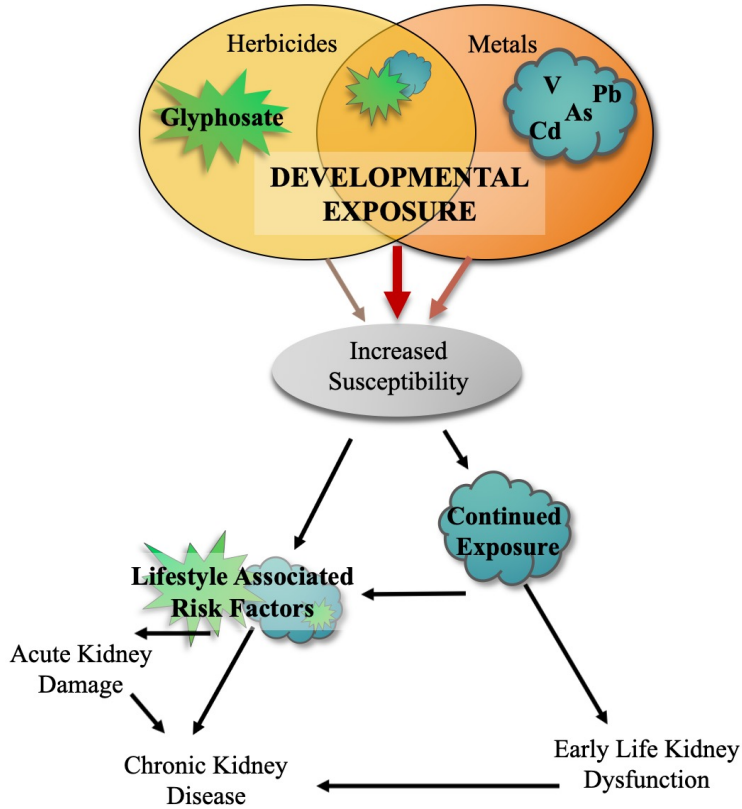 Herbicides
Metals
Glyphosate
V
Pb
As
Cd
DEVELOPMENTAL
EXPOSURE
Increased
Susceptibility
Continued
Exposure
Lifestyle Associated
Risk Factors
Acute Kidney
Damage
Chronic Kidney
Disease
Early Life Kidney
Dysfunction